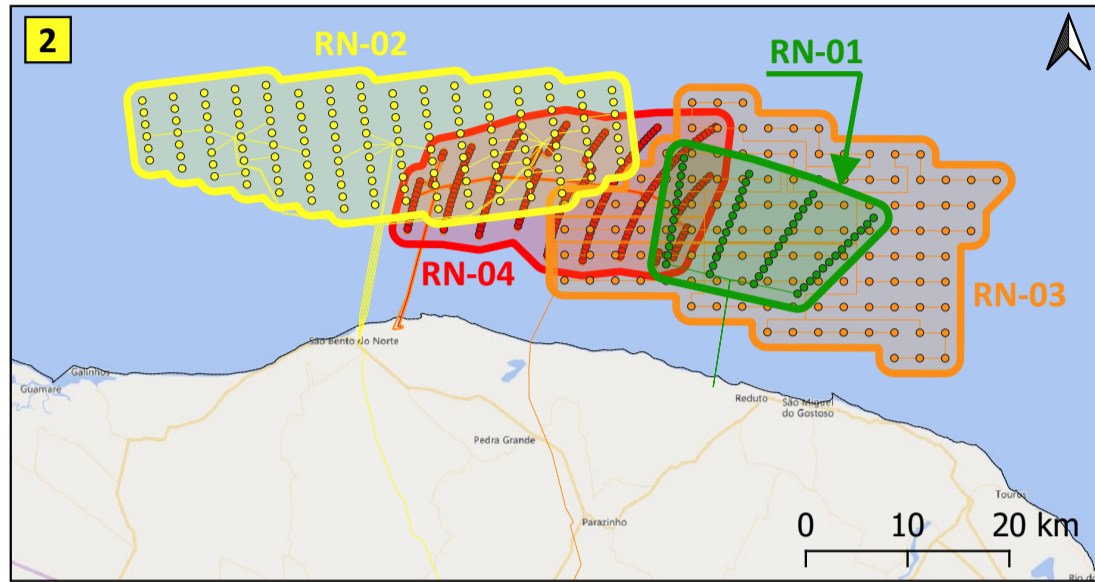 2
RN-02
RN-01
RN-04
RN-03
São Bento do Norte
Galinhos
Guamaré
Reduto
São Miguel
do Gostoso
Pedra Grande
Touros
Parazinho
0 10 20 km